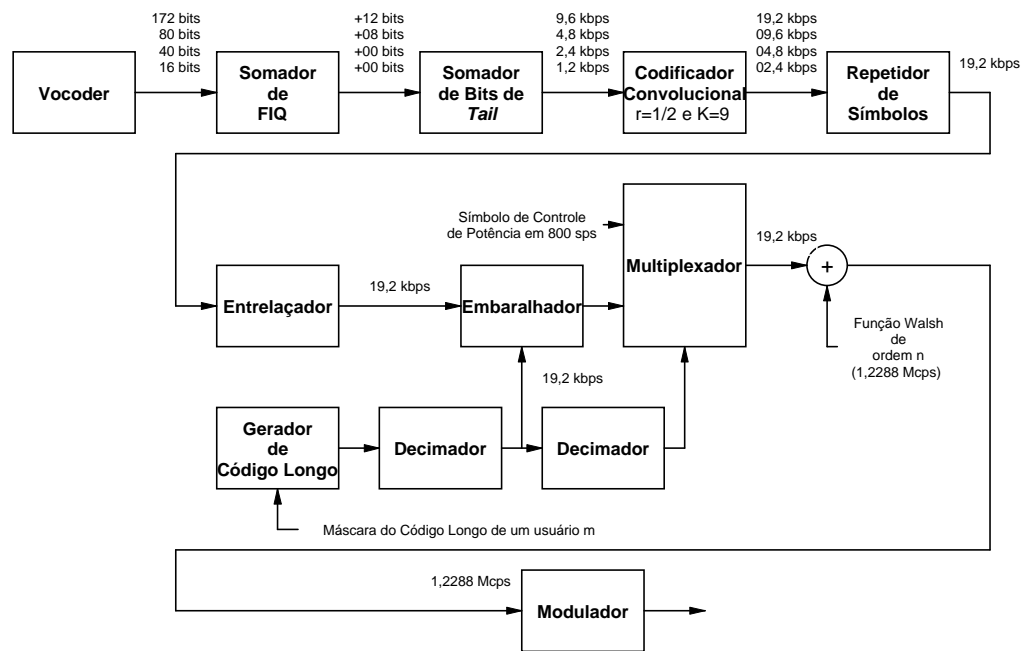 172 bits
80 bits
40 bits
16 bits
+12 bits
+08 bits
+00 bits
+00 bits
9,6 kbps
4,8 kbps
2,4 kbps
1,2 kbps
19,2 kbps
09,6 kbps
04,8 kbps
02,4 kbps
19,2 kbps
Vocoder
Somador
de
FIQ
Somador
de Bits de
Tail
Codificador
Convolucional
r=1/2 e K=9
Repetidor
de
Símbolos
Símbolo de Controle
de Potência em 800 sps
Multiplexador
19,2 kbps
+
Entrelaçador
19,2 kbps
Embaralhador
Função Walsh
de
ordem n
(1,2288 Mcps)
19,2 kbps
Gerador
de
Código Longo
Decimador
Decimador
Máscara do Código Longo de um usuário m
1,2288 Mcps
Modulador